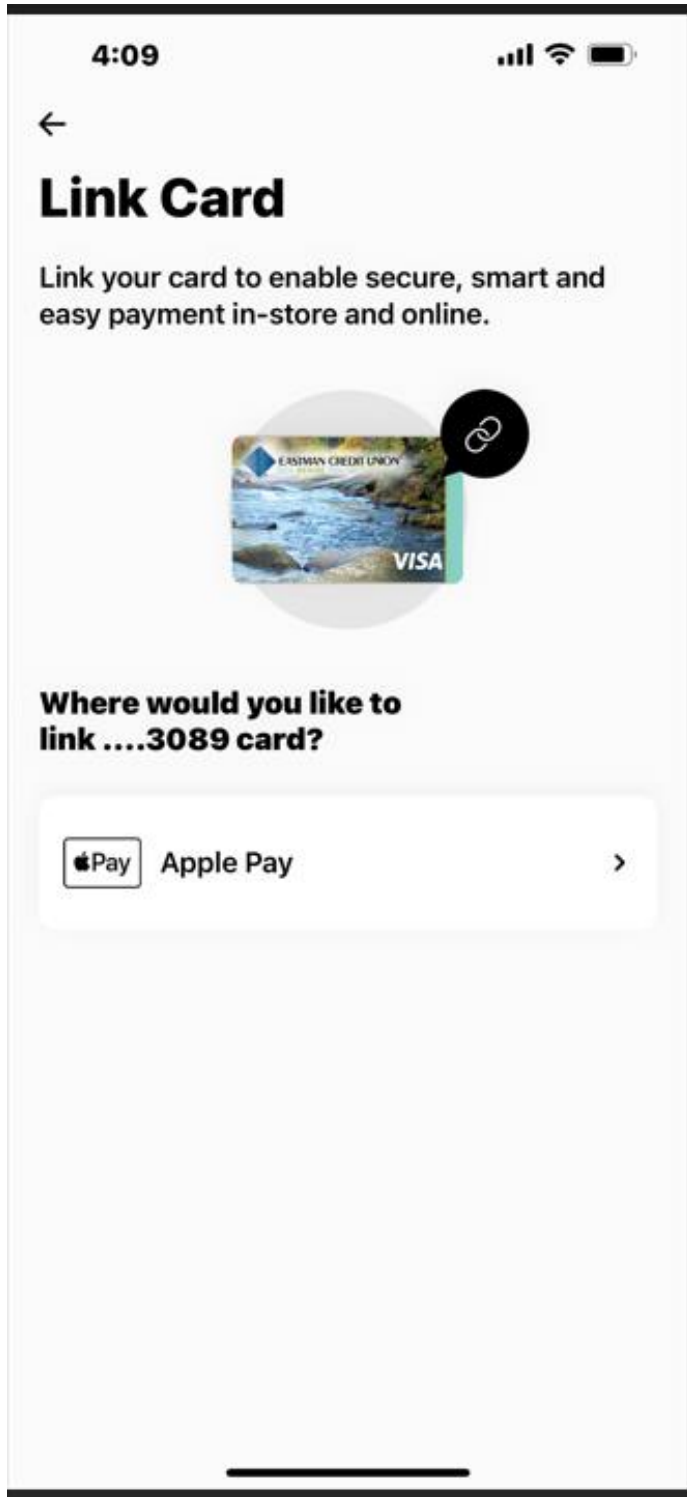 4:09
Link Card
Link your card to enable secure, smart and
easy payment in-store and online.
EASTMAN CREDIT UNION
VISA
Where would you like to
link ....3089 card?
Pay
Apple Pay